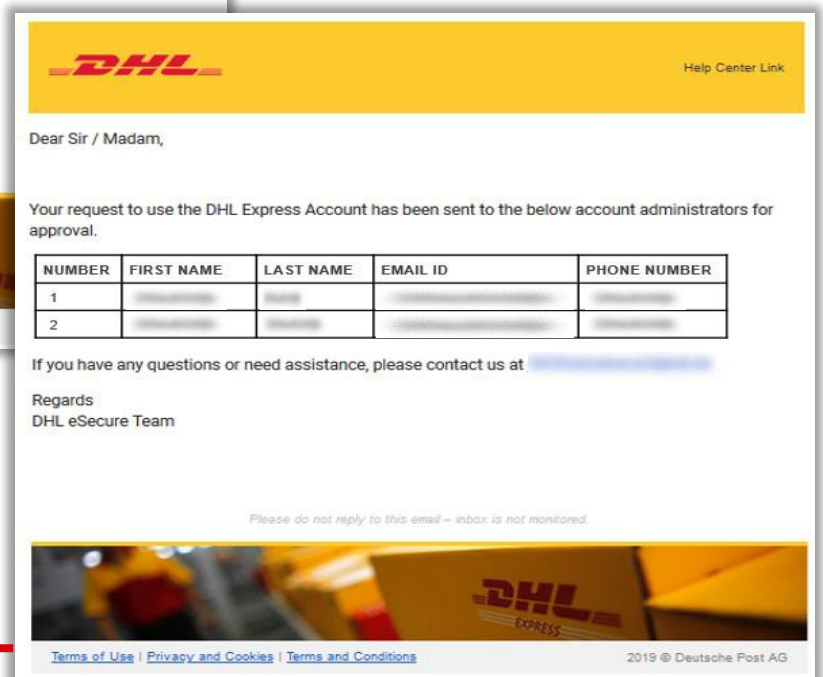 DHL
Help Center Link
Dear Sir / Madam,
Your request to use the DHL Express Account has been sent to the below account administrators for
approval.
NUMBER FIRST NAME LAST NAME EMAIL ID PHONE NUMBER
1
2
If you have any questions or need assistance, please contact us at
Regards
DHL eSecure Team
Please do not reply to this email – inbox is not monitored.
DHL
EXPRESS
Terms of Use | Privacy and Cookies | Terms and Conditions 2019 © Deutsche Post AG